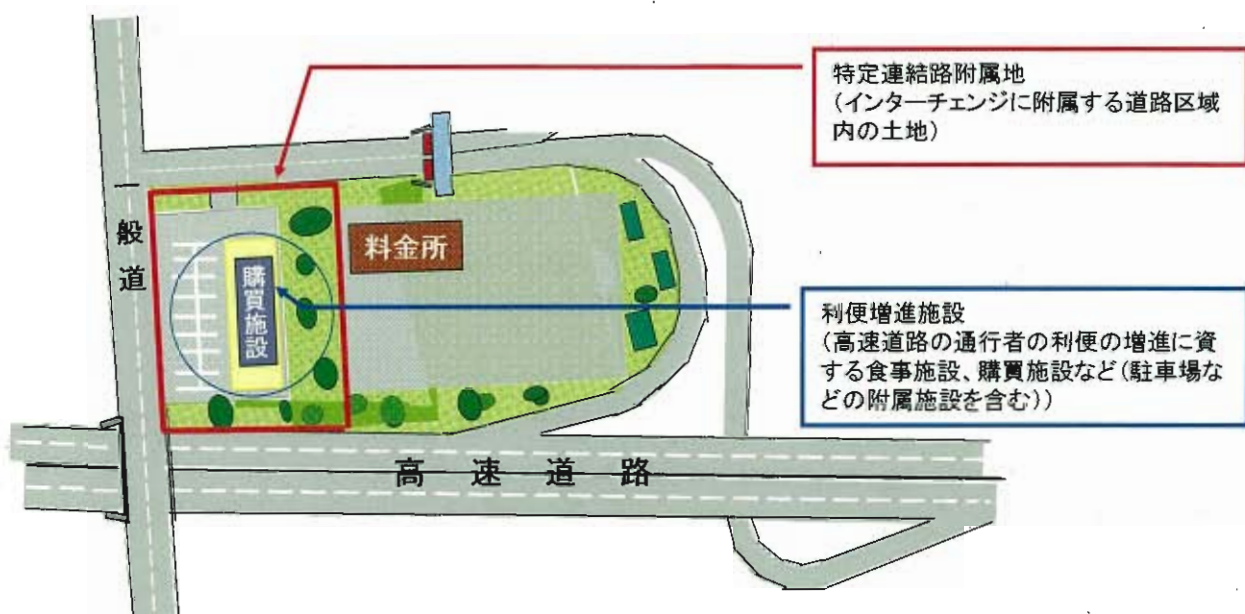 特定連結路附属地
(インターチェンジに附属する道路区域
内の土地)
一般道
料金所
購買施設
利便増進施設
(高速道路の通行者の利便の増進に資
する食事施設、購買施設など(駐車場な
どの附属施設を含む))
高速道路